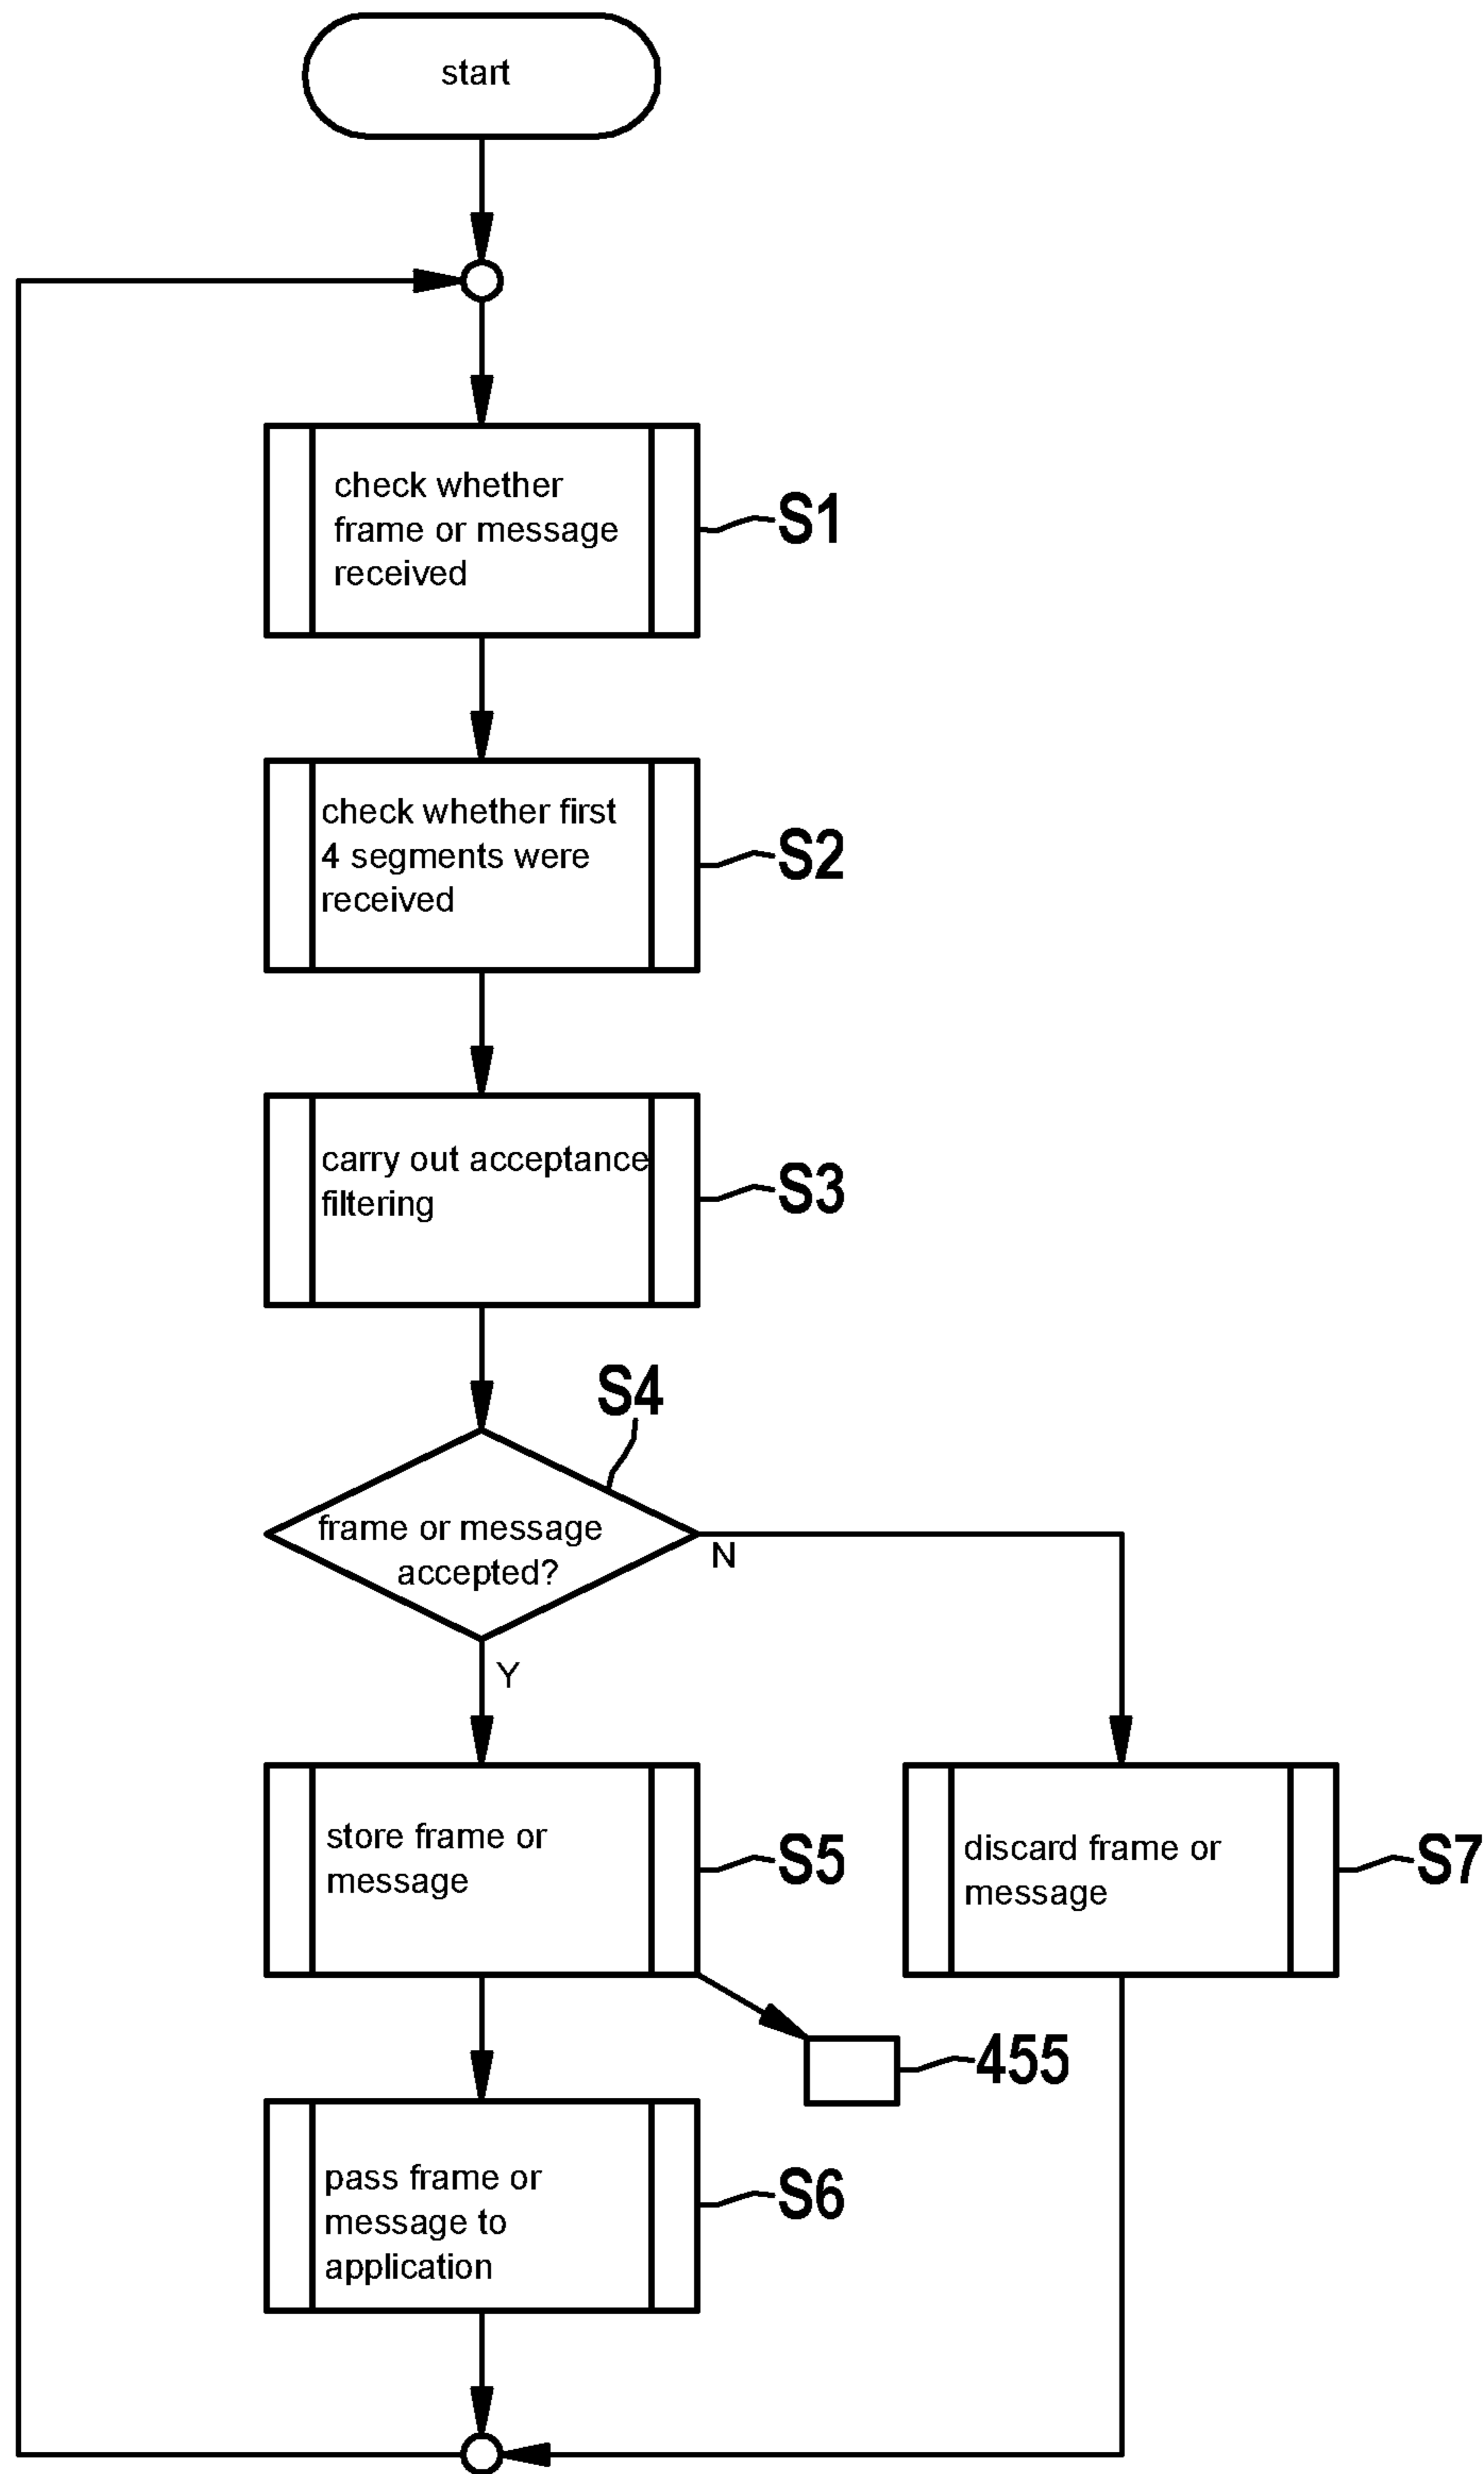 start
check whether
frame or message
received
S1
check whether first
4 segments were
received
S2
carry out acceptance
filtering
S3
S4
frame or message
accepted?
N
Y
store frame or
message
S5
discard frame or
message
S7
455
pass frame or
message to
application
S6